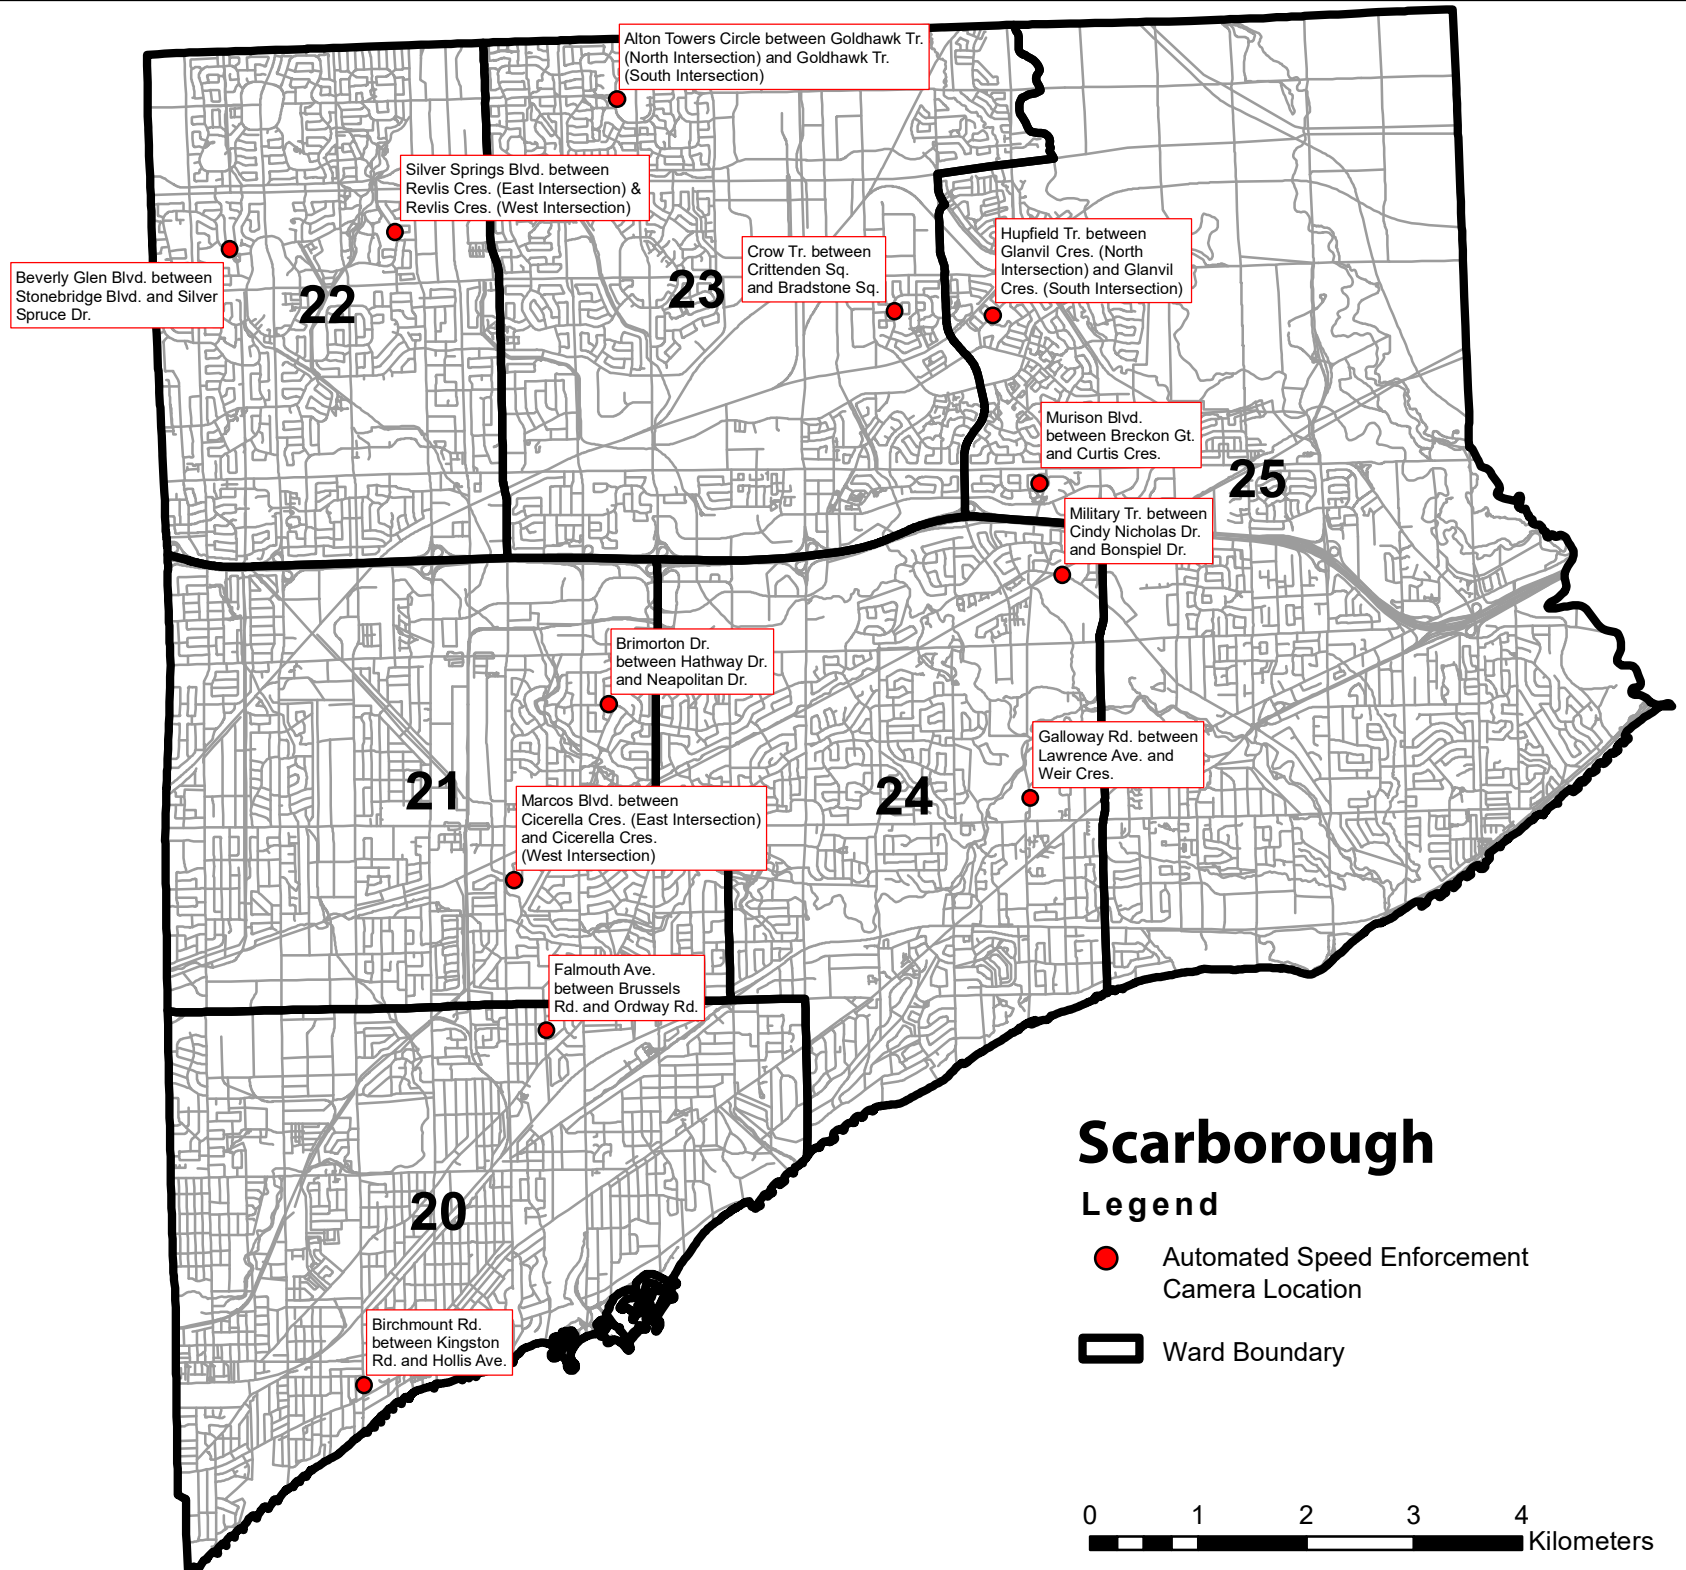 Alton Towers Circle between Goldhawk Tr.
(North Intersection) and Goldhawk Tr.
(South Intersection)
Silver Springs Blvd. between
Revlis Cres. (East Intersection) &
Revlis Cres. (West Intersection)
Beverly Glen Blvd. between
Stonebridge Blvd. and Silver
Spruce Dr.
22
23
Crow Tr. between
Crittenden Sq.
and Bradstone Sq.
Hupfield Tr. between
Glanvil Cres. (North
Intersection) and Glanvil
Cres. (South Intersection)
Murison Blvd.
between Breckon Gt.
and Curtis Cres.
25
Military Tr. between
Cindy Nicholas Dr.
and Bonspiel Dr.
Brimorton Dr.
between Hathway Dr.
and Neapolitan Dr.
Galloway Rd. between
Lawrence Ave. and
Weir Cres.
21
24
Marcos Blvd. between
Cicerella Cres. (East Intersection)
and Cicerella Cres.
(West Intersection)
Falmouth Ave.
between Brussels
Rd. and Ordway Rd.
20
Birchmount Rd.
between Kingston
Rd. and Hollis Ave.
Scarborough
Legend
Automated Speed Enforcement
Camera Location
Ward Boundary
0 1 2 3 4
Kilometers